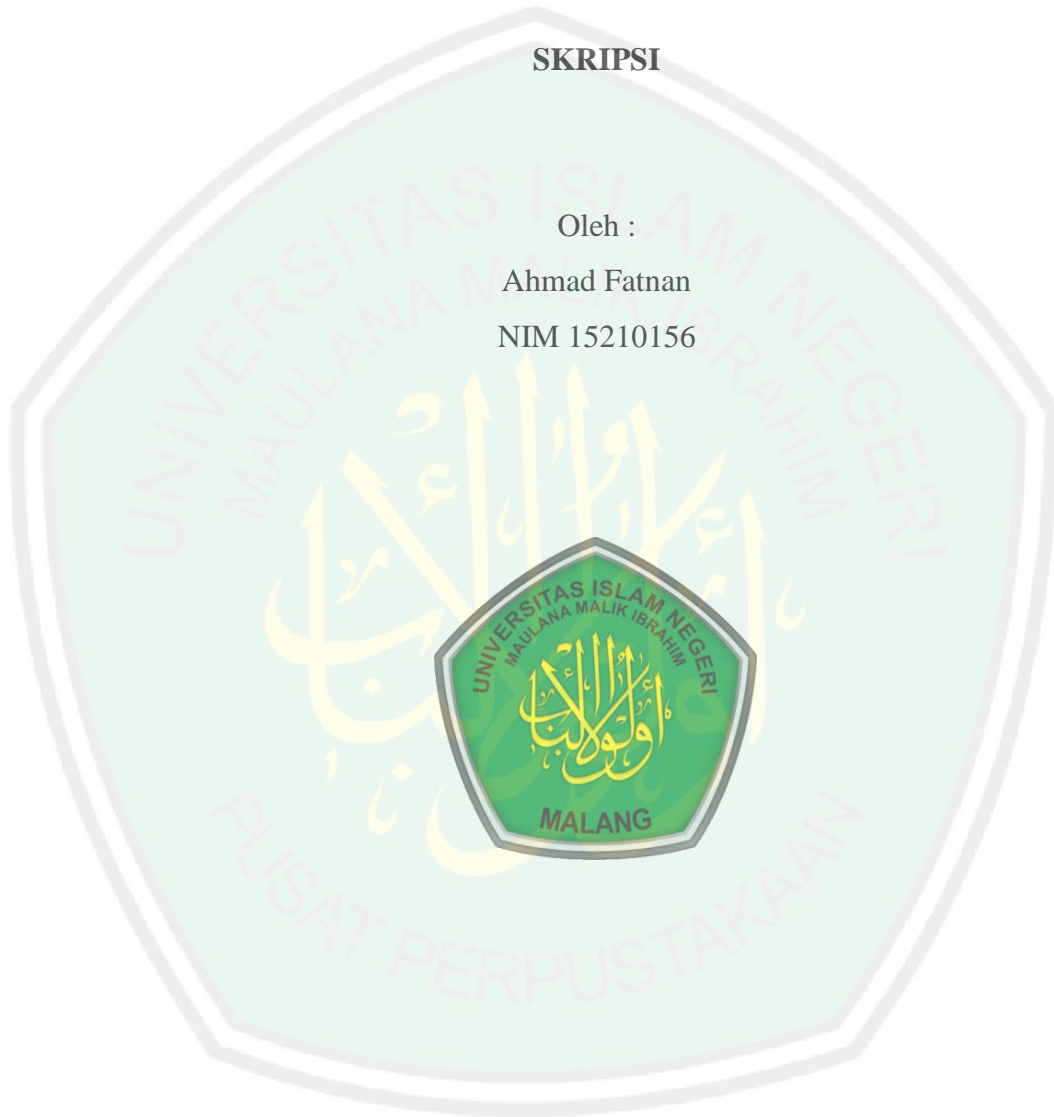 SKRIPSI
Oleh :
Ahmad Fatnan
NIM 15210156
UNIVERSITAS ISLAM NEGERI
MAULANA MALIK IBRAHIM
PUSAT PERPUSTAKAAN
UNIVERSITAS ISLAM NEGERI
MAULANA MALIK IBRAHIM
أولوا الألباب
MALANG